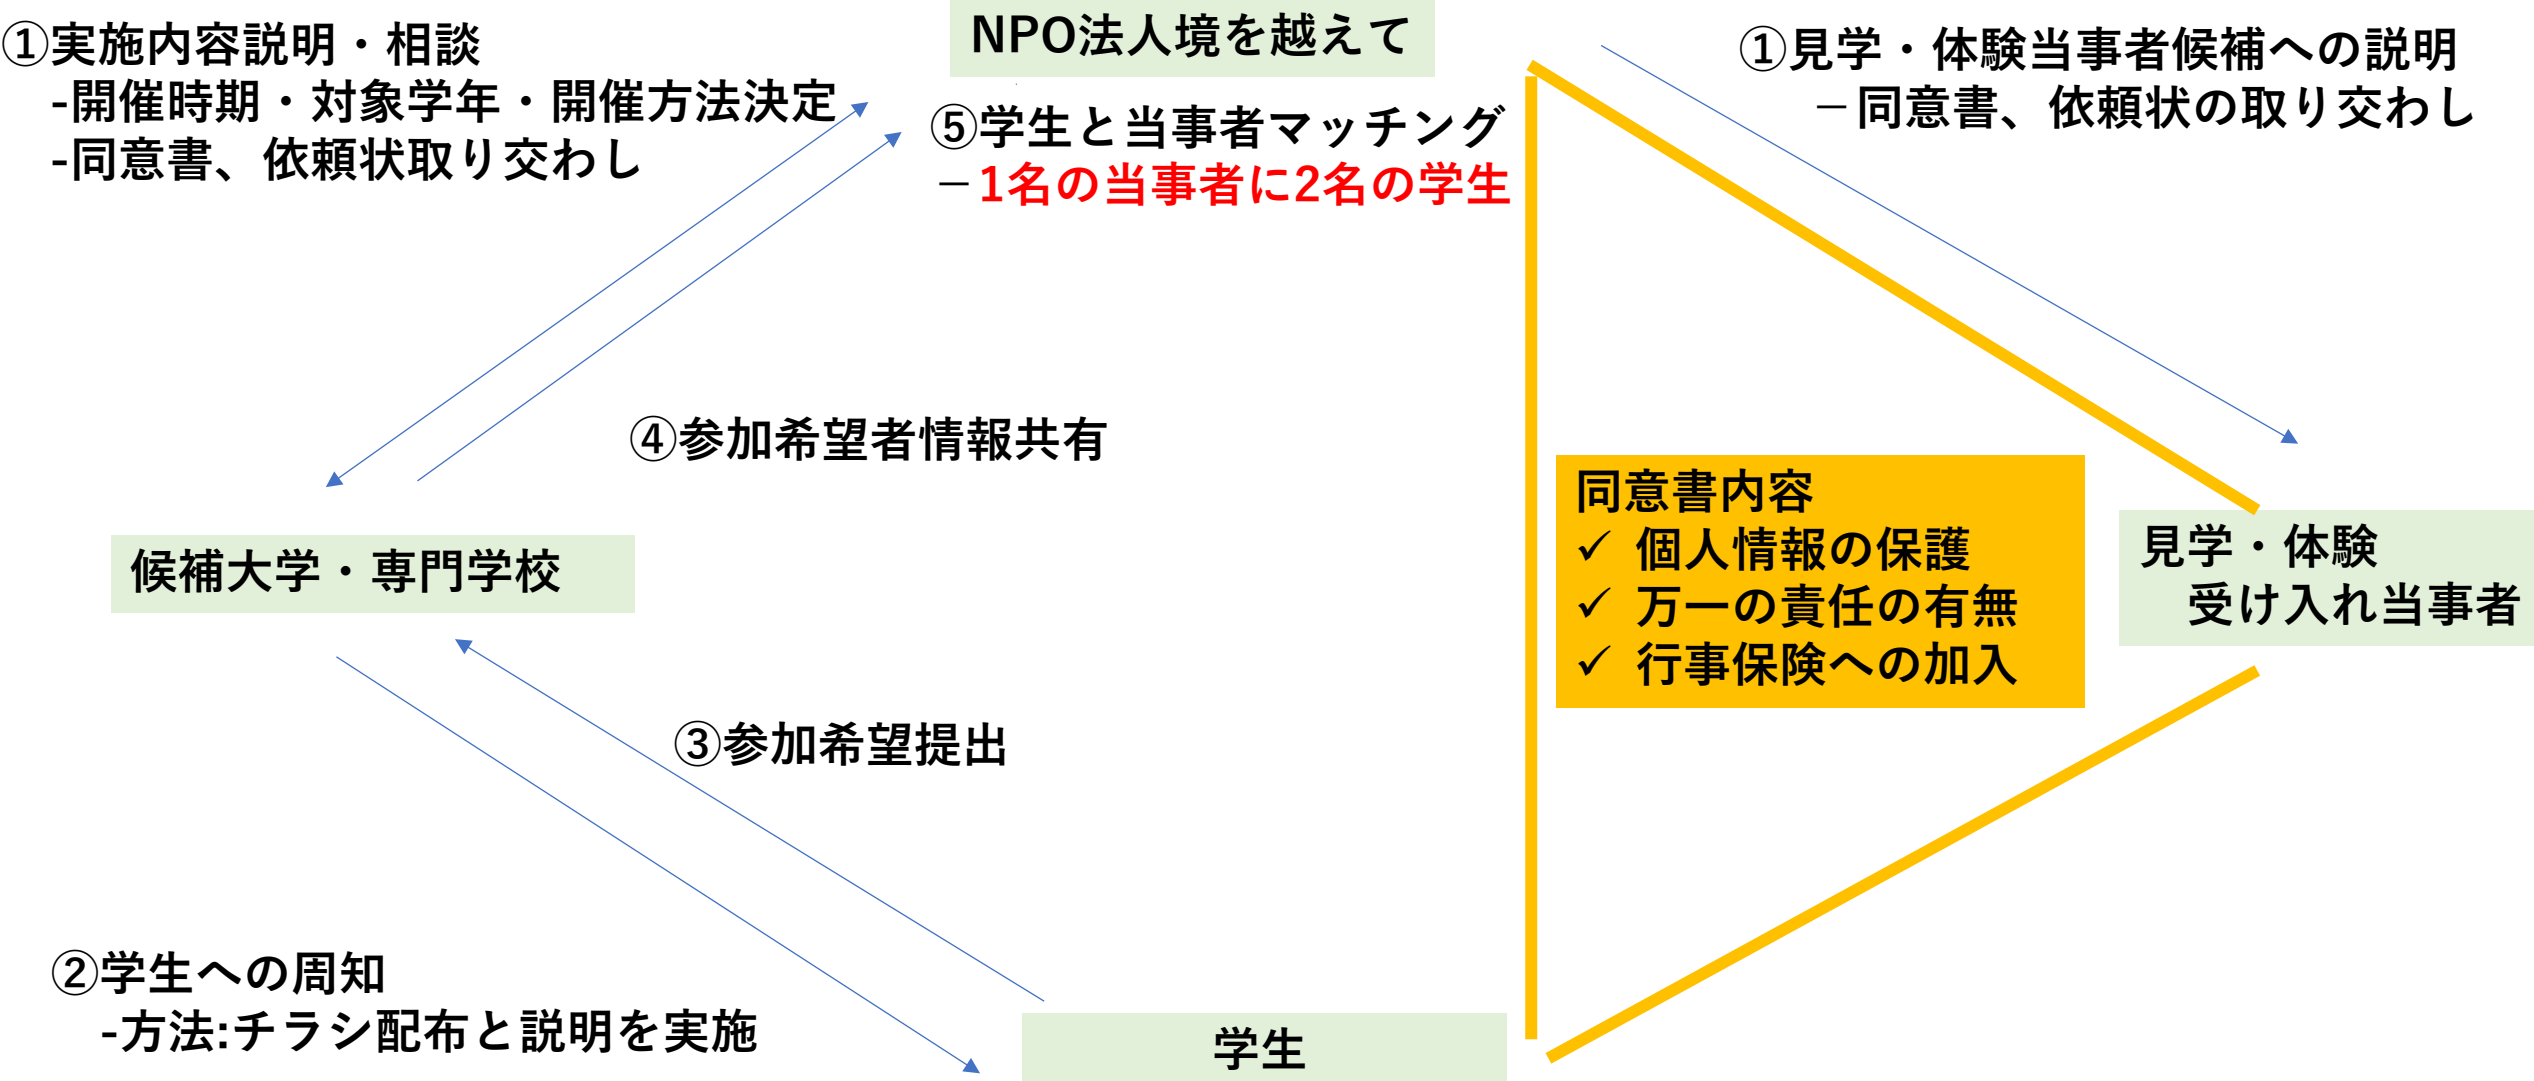 NPO法人境を越えて
①実施内容説明・相談
-開催時期・対象学年・開催方法決定
-同意書、依頼状取り交わし
⑤学生と当事者マッチング
－1名の当事者に2名の学生
①見学・体験当事者候補への説明
－同意書、依頼状の取り交わし
④参加希望者情報共有
候補大学・専門学校
同意書内容
✓ 個人情報の保護
✓ 万一の責任の有無
✓ 行事保険への加入
見学・体験
受け入れ当事者
③参加希望提出
②学生への周知
-方法:チラシ配布と説明を実施
学生